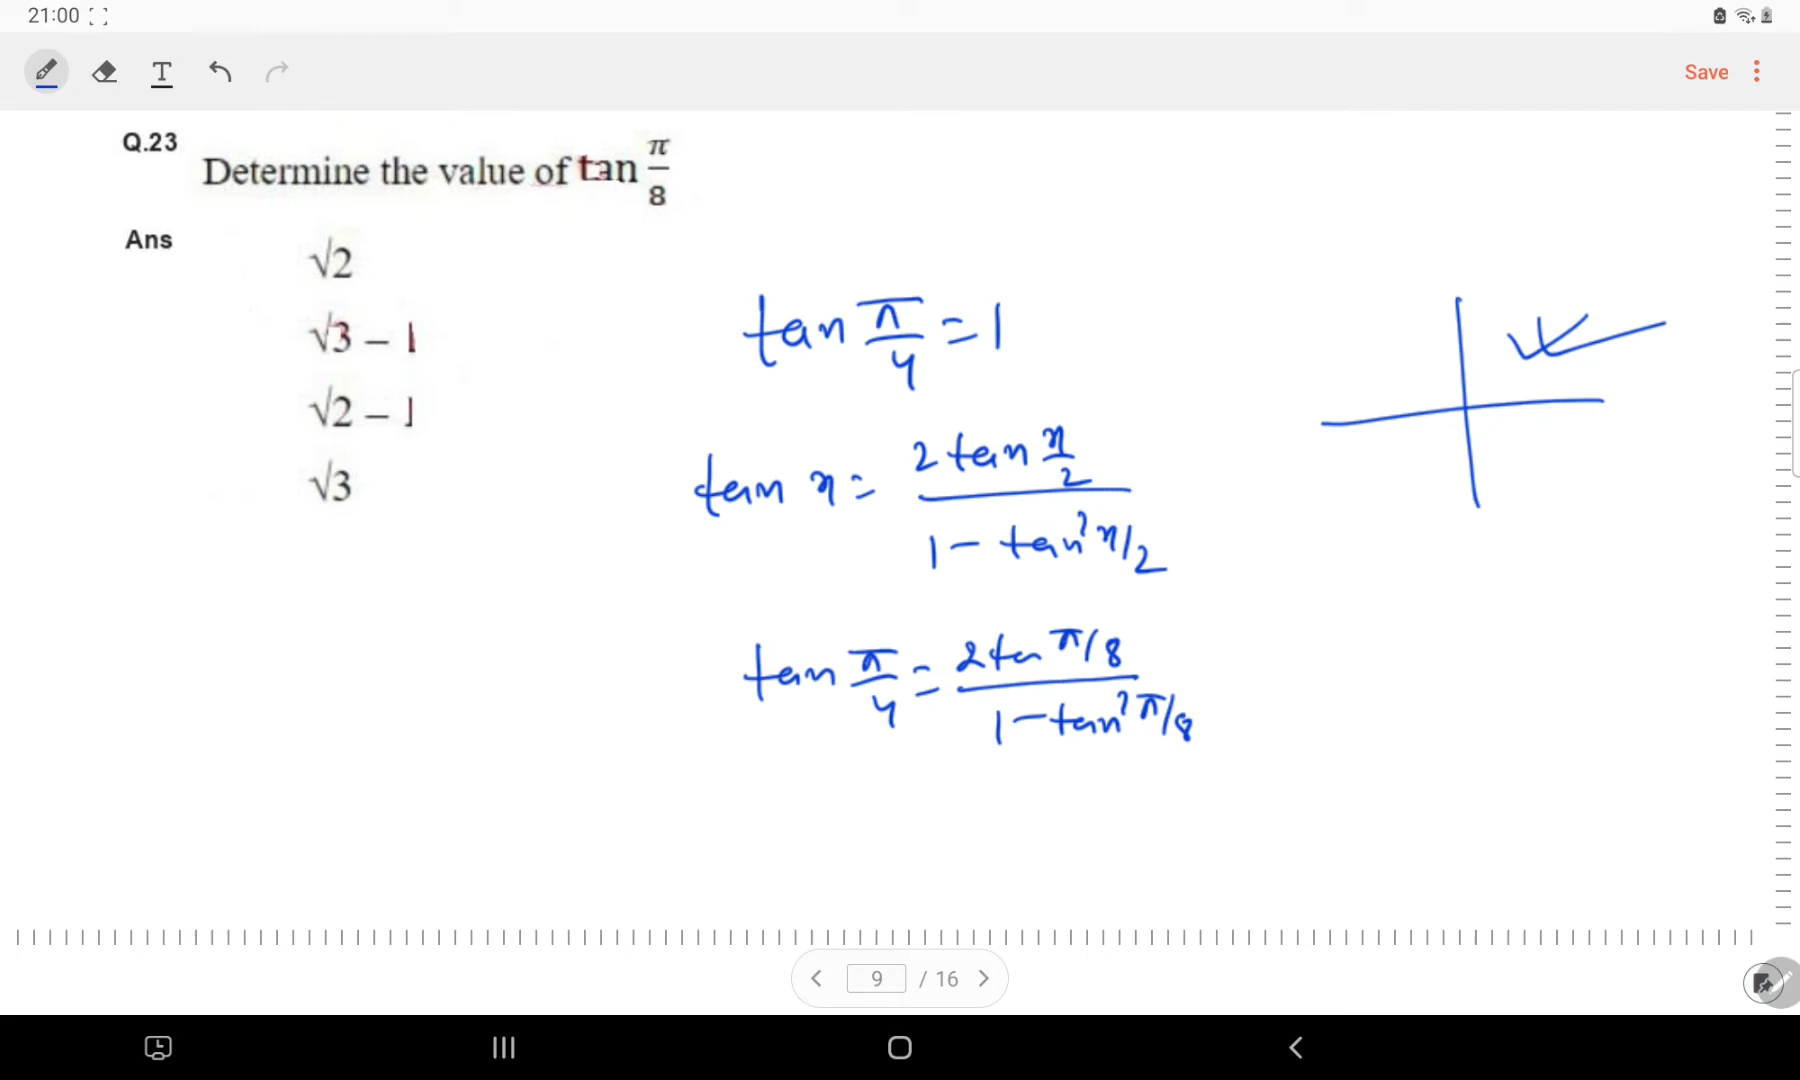 21:00
Save
Q.23
Determine the value of tan π/8
Ans
√2
√3 – 1
√2 – 1
√3
tan π/4 = 1
tan x = 2 tan x/2 / 1 - tan² x/2
tan π/4 = 2 tan π/8 / 1 - tan² π/8
9 / 16